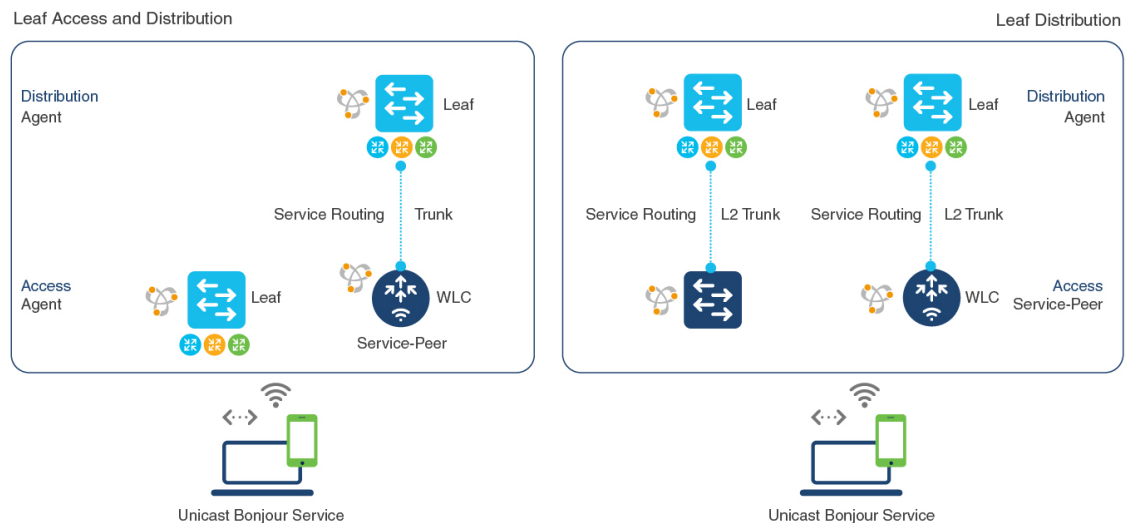 Leaf Access and Distribution
Distribution
Agent
Leaf
Service Routing
Trunk
Access
Agent
Leaf
WLC
Service-Peer
Unicast Bonjour Service
Leaf Distribution
Leaf
Leaf
Distribution
Agent
Service Routing
L2 Trunk
Service Routing
L2 Trunk
WLC
Access
Service-Peer
Unicast Bonjour Service